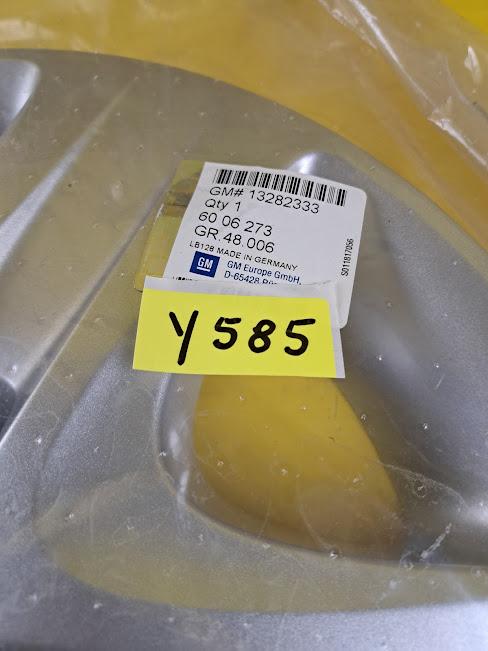 GM# 13282333
Qty 1
60 06 273
GR.48.006
LB128 MADE IN GERMANY
GM
GM Europe GmbH,
D-65428
S011817056
Y585